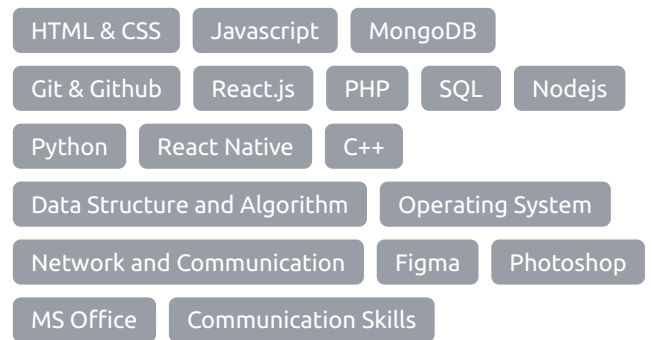 HTML & CSS Javascript MongoDB
Git & Github React.js PHP SQL Nodejs
Python React Native C++
Data Structure and Algorithm Operating System
Network and Communication Figma Photoshop
MS Office Communication Skills